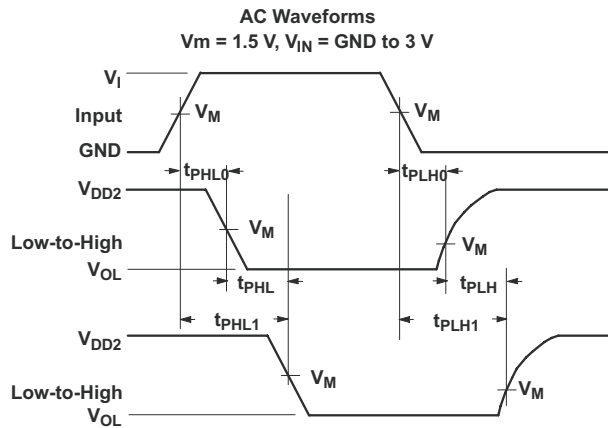 AC Waveforms
Vm = 1.5 V, VIN = GND to 3 V
VI
Input
VM
VM
GND
tPHL0
tPLH0
VDD2
Low-to-High
VM
VM
VOL
tPHL
tPLH
tPHL1
tPLH1
VDD2
Low-to-High
VM
VM
VOL